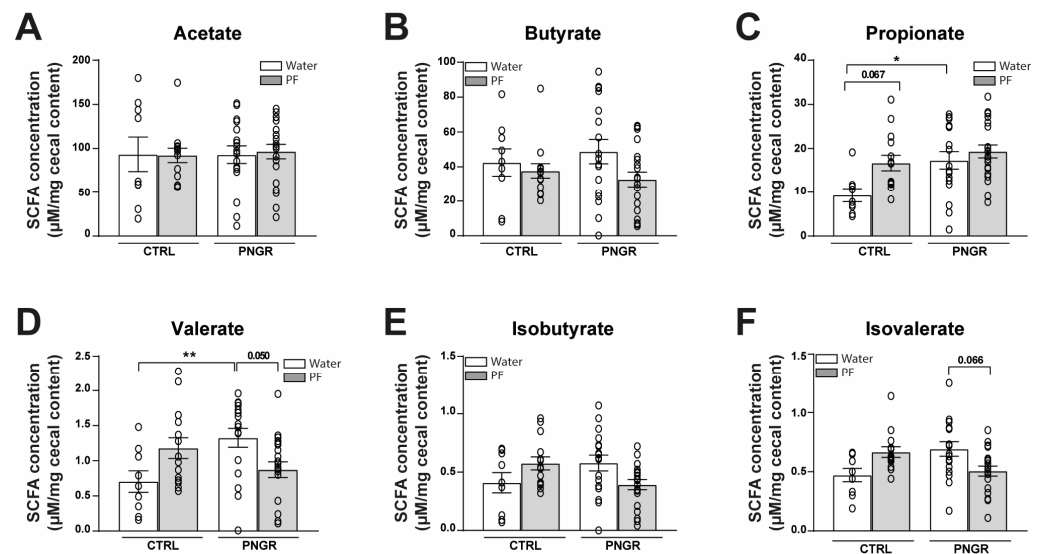 A
Acetate
SCFA concentration
(µM/mg cecal content)
200
150
100
50
0
Water
PF
CTRL
PNGR
B
Butyrate
SCFA concentration
(µM/mg cecal content)
100
80
60
40
20
0
Water
PF
CTRL
PNGR
C
Propionate
SCFA concentration
(µM/mg cecal content)
40
30
20
10
0
*
0.067
Water
PF
CTRL
PNGR
D
Valerate
SCFA concentration
(µM/mg cecal content)
2.5
2.0
1.5
1.0
0.5
0.0
**
0.050
Water
PF
CTRL
PNGR
E
Isobutyrate
SCFA concentration
(µM/mg cecal content)
1.5
1.0
0.5
0.0
Water
PF
CTRL
PNGR
F
Isovalerate
SCFA concentration
(µM/mg cecal content)
1.5
1.0
0.5
0.0
Water
PF
0.066
CTRL
PNGR